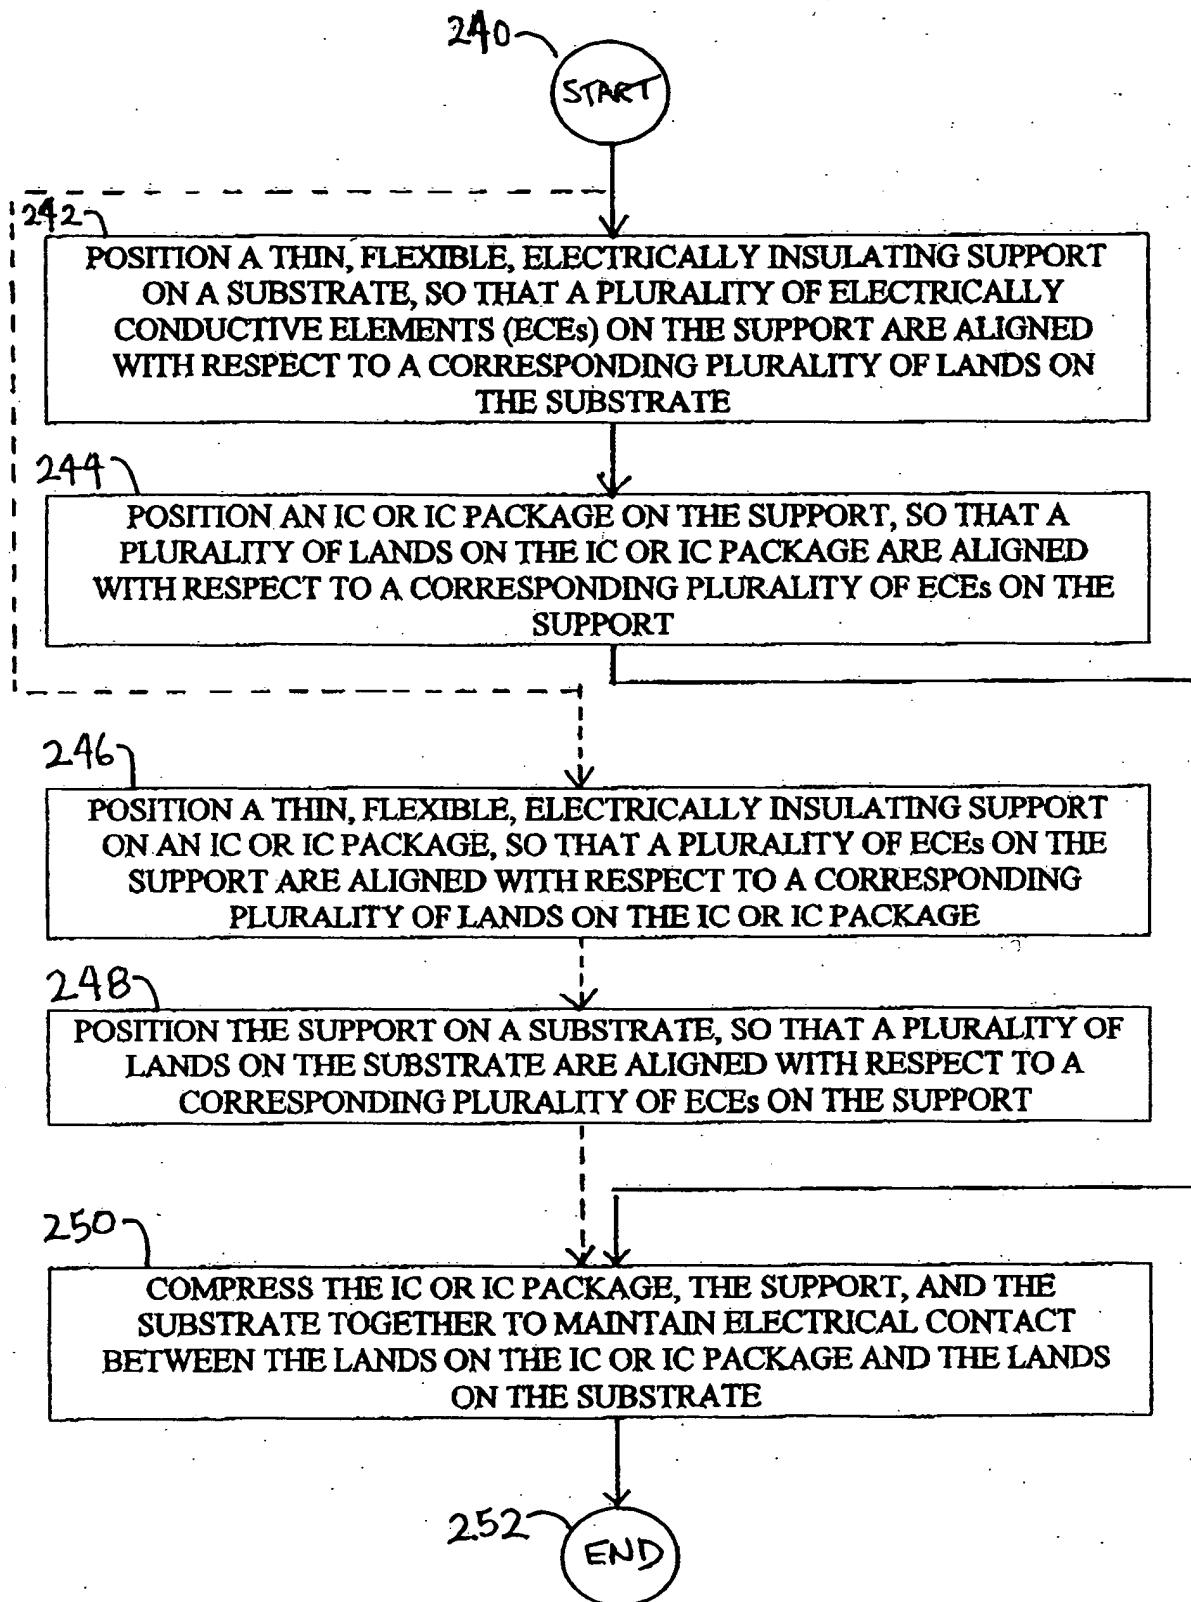 240
START
242
POSITION A THIN, FLEXIBLE, ELECTRICALLY INSULATING SUPPORT
ON A SUBSTRATE, SO THAT A PLURALITY OF ELECTRICALLY
CONDUCTIVE ELEMENTS (ECEs) ON THE SUPPORT ARE ALIGNED
WITH RESPECT TO A CORRESPONDING PLURALITY OF LANDS ON
THE SUBSTRATE
244
POSITION AN IC OR IC PACKAGE ON THE SUPPORT, SO THAT A
PLURALITY OF LANDS ON THE IC OR IC PACKAGE ARE ALIGNED
WITH RESPECT TO A CORRESPONDING PLURALITY OF ECEs ON THE
SUPPORT
246
POSITION A THIN, FLEXIBLE, ELECTRICALLY INSULATING SUPPORT
ON AN IC OR IC PACKAGE, SO THAT A PLURALITY OF ECEs ON THE
SUPPORT ARE ALIGNED WITH RESPECT TO A CORRESPONDING
PLURALITY OF LANDS ON THE IC OR IC PACKAGE
248
POSITION THE SUPPORT ON A SUBSTRATE, SO THAT A PLURALITY OF
LANDS ON THE SUBSTRATE ARE ALIGNED WITH RESPECT TO A
CORRESPONDING PLURALITY OF ECEs ON THE SUPPORT
250
COMPRESS THE IC OR IC PACKAGE, THE SUPPORT, AND THE
SUBSTRATE TOGETHER TO MAINTAIN ELECTRICAL CONTACT
BETWEEN THE LANDS ON THE IC OR IC PACKAGE AND THE LANDS
ON THE SUBSTRATE
252
END